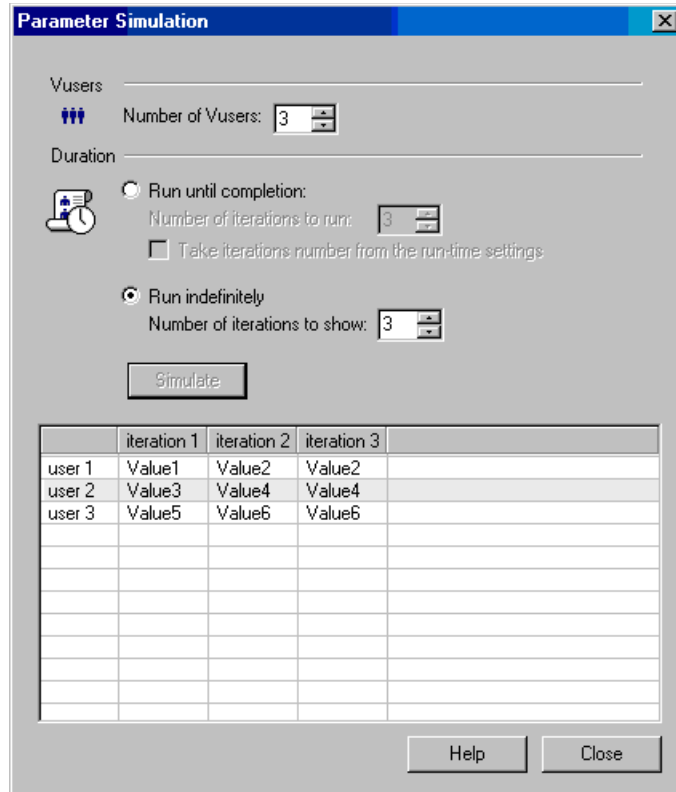 Parameter Simulation
Vusers
Number of Vusers: 3
Duration
Run until completion:
Number of iterations to run: 3
Take iterations number from the run-time settings
Run indefinitely
Number of iterations to show: 3
Simulate
iteration 1 iteration 2 iteration 3
user 1 Value1 Value2 Value2
user 2 Value3 Value4 Value4
user 3 Value5 Value6 Value6
Help Close